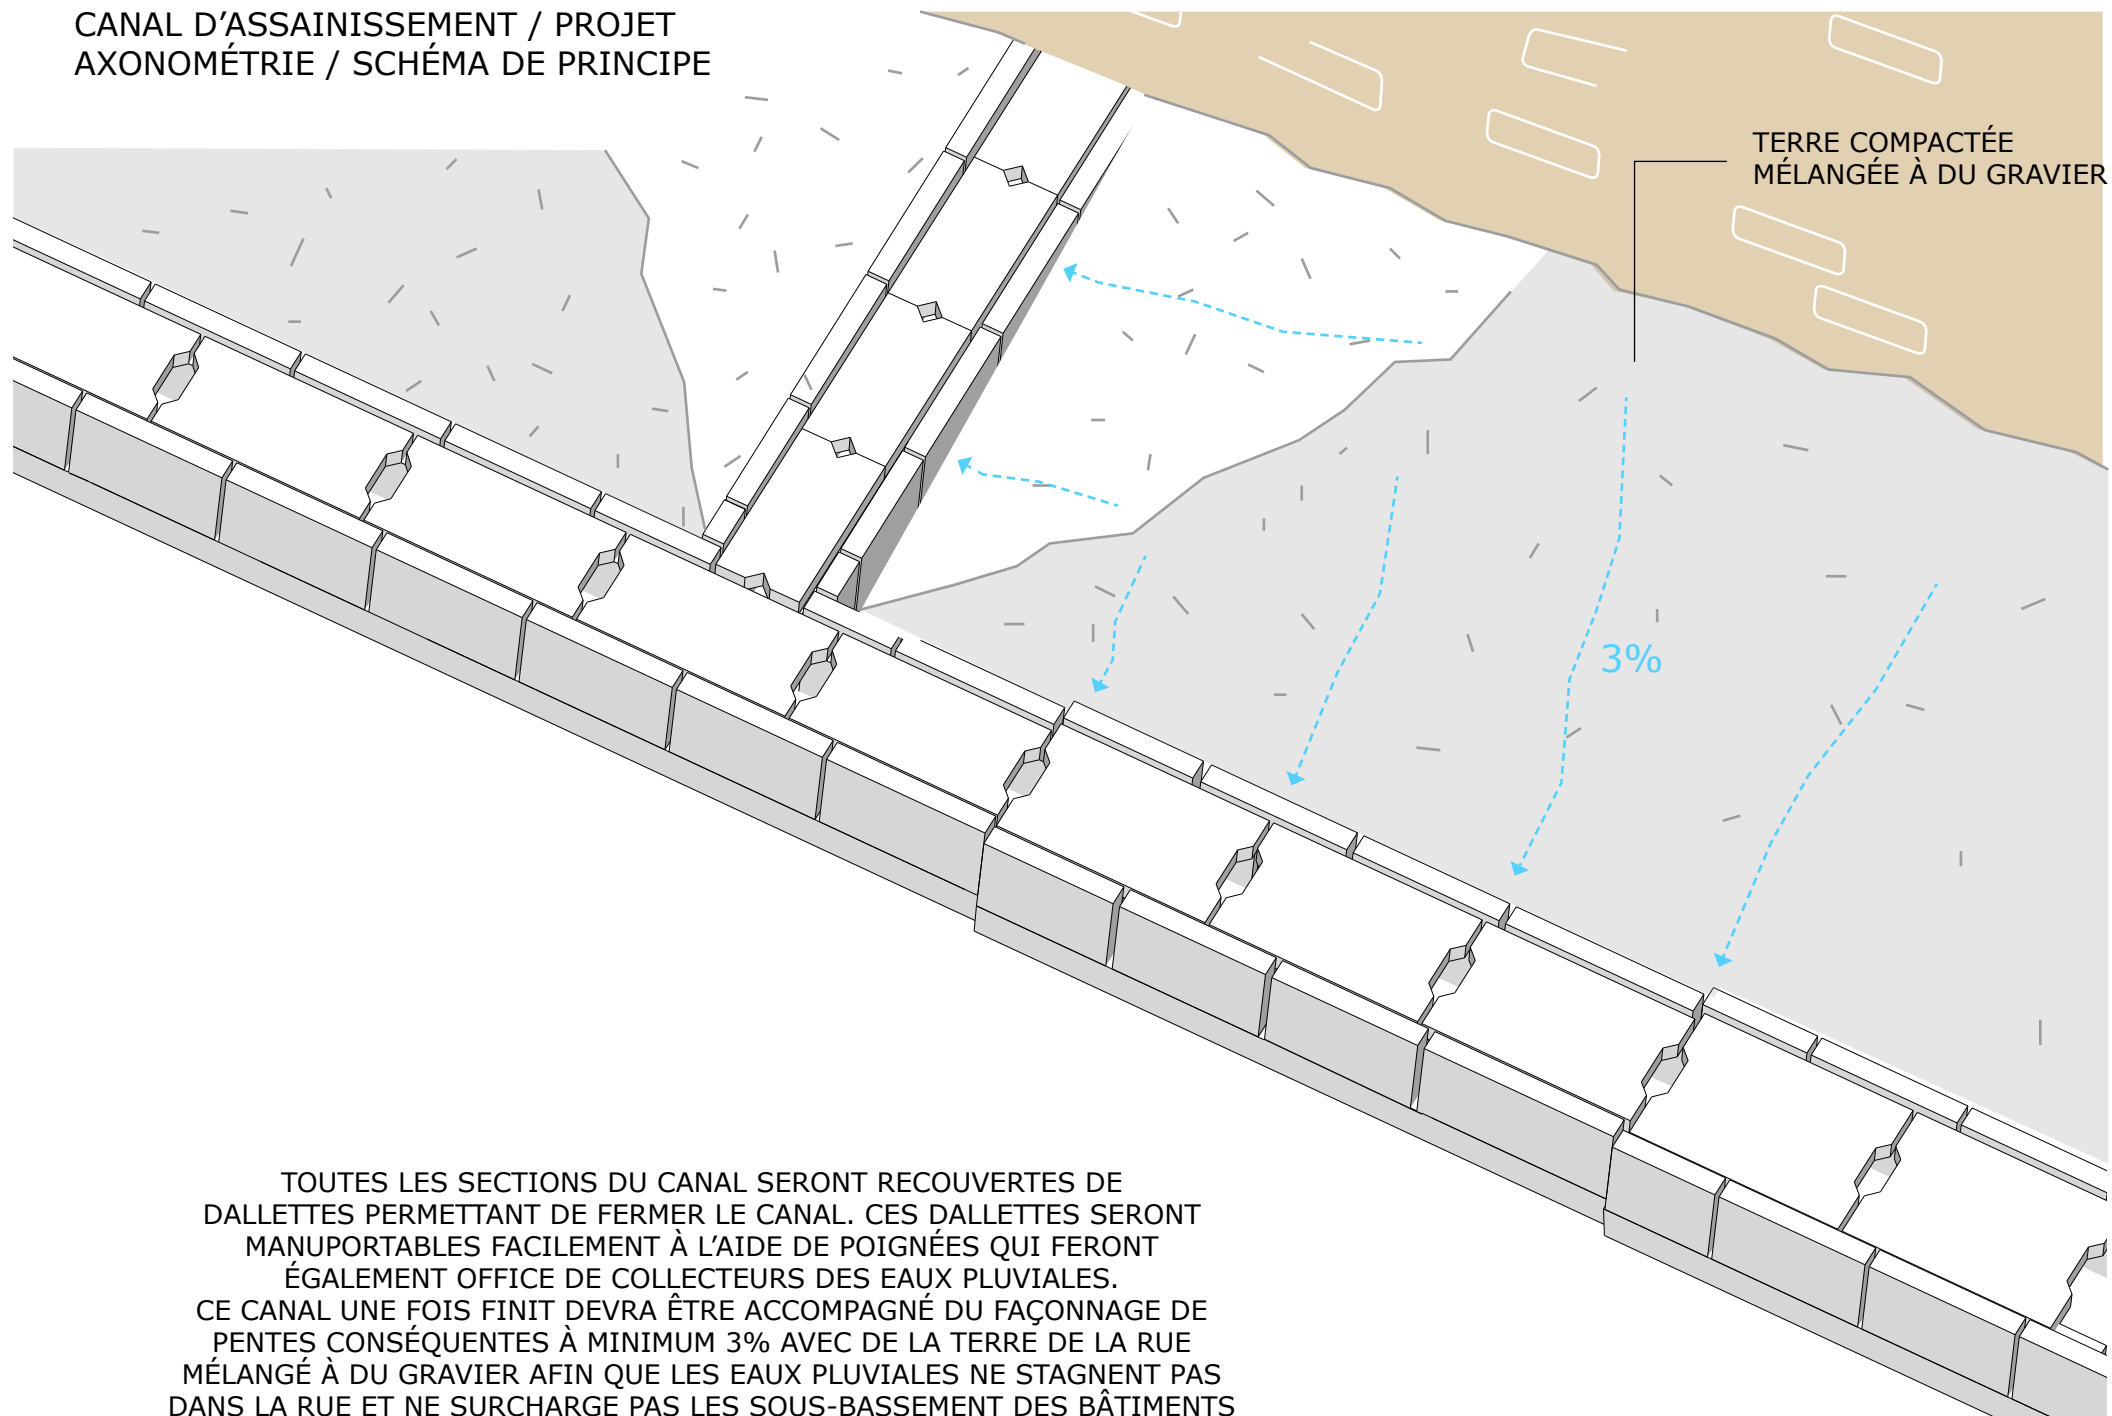 CANAL D'ASSAINISSEMENT / PROJET
AXONOMÉTRIE / SCHÉMA DE PRINCIPE
TERRE COMPACTÉE
MÉLANGÉE À DU GRAVIER
3%
TOUTES LES SECTIONS DU CANAL SERONT RECOUVERTES DE
DALLETTES PERMETTANT DE FERMER LE CANAL. CES DALLETTES SERONT
MANUPORTABLES FACILEMENT À L'AIDE DE POIGNÉES QUI FERONT
ÉGALEMENT OFFICE DE COLLECTEURS DES EAUX PLUVIALES.
CE CANAL UNE FOIS FINIT DEVRA ÊTRE ACCOMPAGNÉ DU FAÇONNAGE DE
PENTES CONSÉQUENTES À MINIMUM 3% AVEC DE LA TERRE DE LA RUE
MÉLANGÉ À DU GRAVIER AFIN QUE LES EAUX PLUVIALES NE STAGNENT PAS
DANS LA RUE ET NE SURCHARGE PAS LES SOUS-BASSEMENT DES BÂTIMENTS